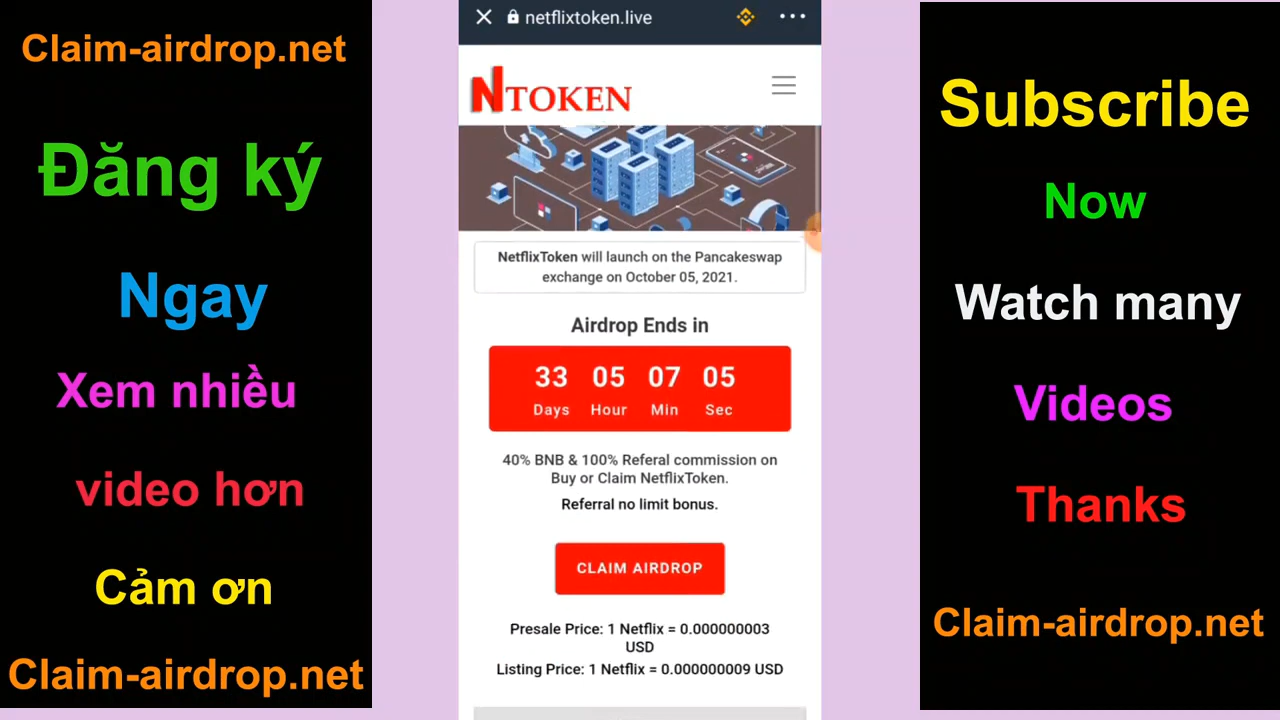 Claim-airdrop.net
Đăng ký
Ngay
Xem nhiều
video hơn
Cảm ơn
Claim-airdrop.net
netflixtoken.live
NTOKEN
NetflixToken will launch on the Pancakeswap
exchange on October 05, 2021.
Airdrop Ends in
33 05 07 05
Days Hour Min Sec
40% BNB & 100% Referal commission on
Buy or Claim NetflixToken.
Referral no limit bonus.
CLAIM AIRDROP
Presale Price: 1 Netflix = 0.000000003
USD
Listing Price: 1 Netflix = 0.000000009 USD
Subscribe
Now
Watch many
Videos
Thanks
Claim-airdrop.net